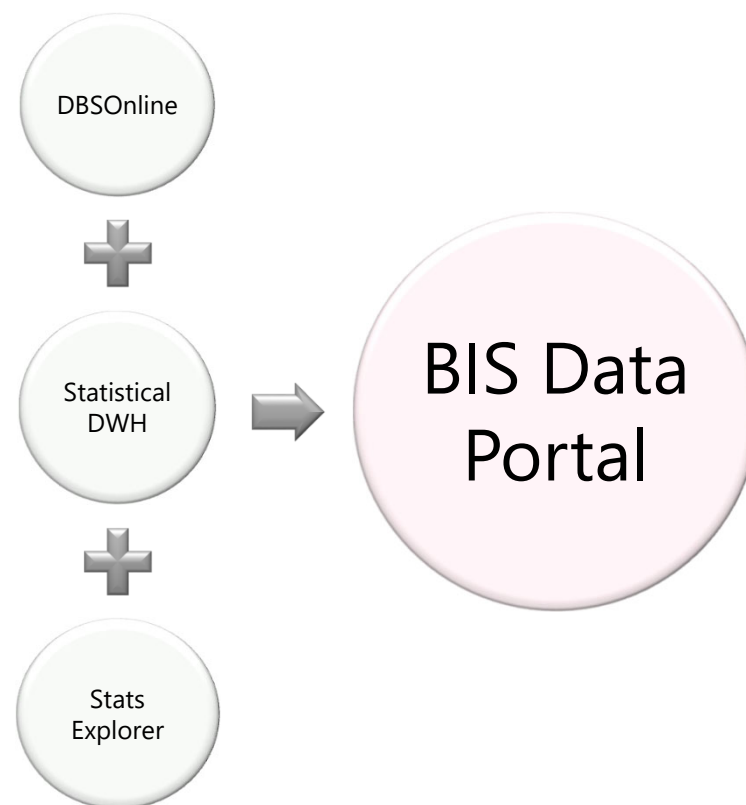 DBSOnline
Statistical
DWH
BIS Data
Portal
Stats
Explorer